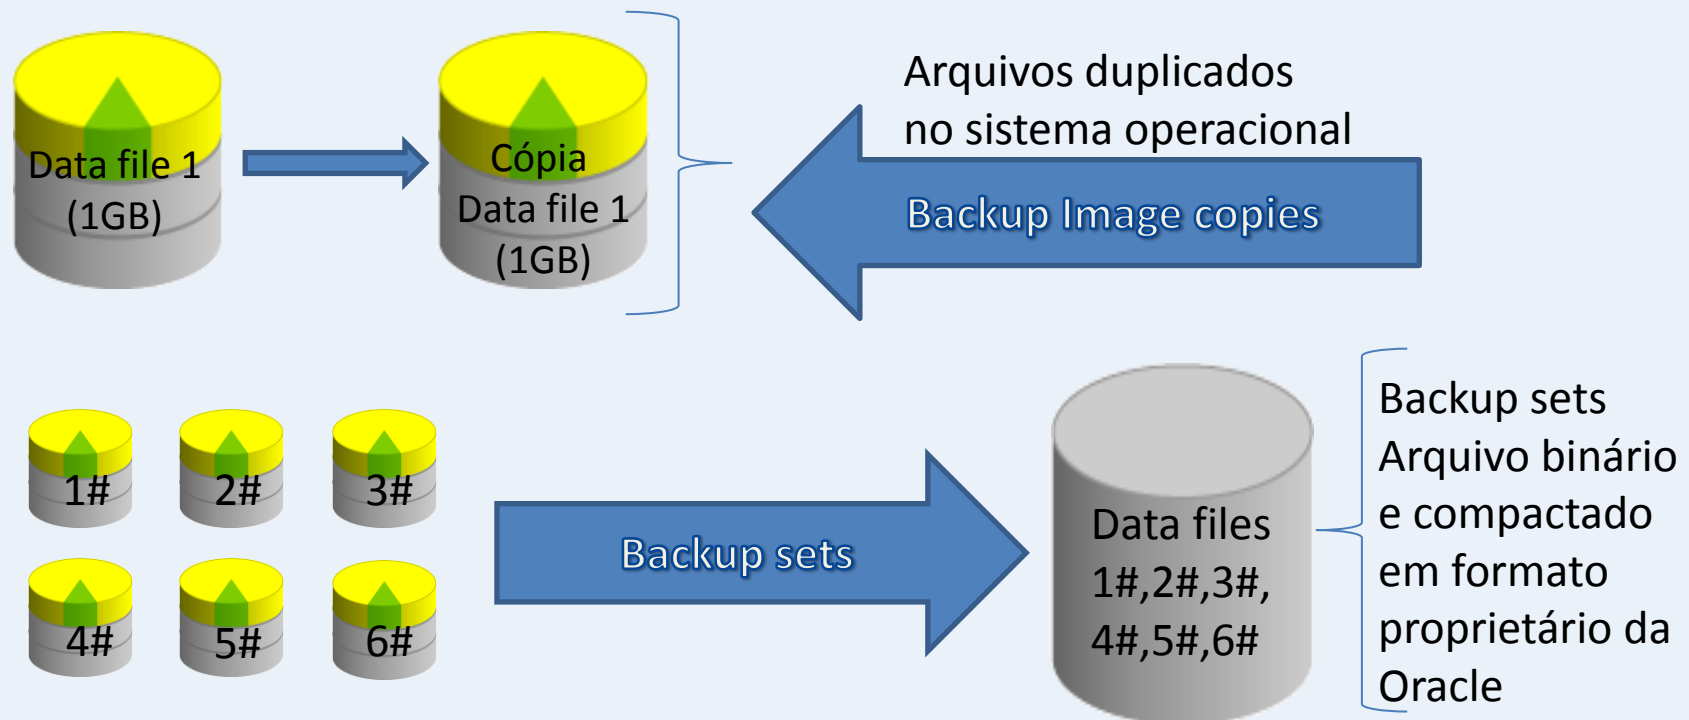 Data file 1
(1GB)
Cópia
Data file 1
(1GB)
Arquivos duplicados
no sistema operacional
Backup Image copies
1#
2#
3#
4#
5#
6#
Backup sets
Data files
1#,2#,3#,
4#,5#,6#
Backup sets
Arquivo binário
e compactado
em formato
proprietário da
Oracle